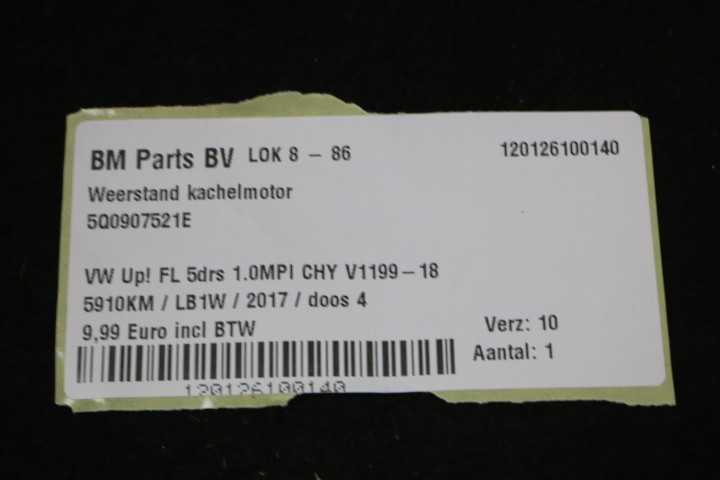 BM Parts BV LOK 8 – 86
120126100140
Weerstand kachelmotor
5Q0907521E
VW Up! FL 5drs 1.0MPI CHY V1199–18
5910KM / LB1W / 2017 / doos 4
9,99 Euro incl BTW
Verz: 10
Aantal: 1
120126100140